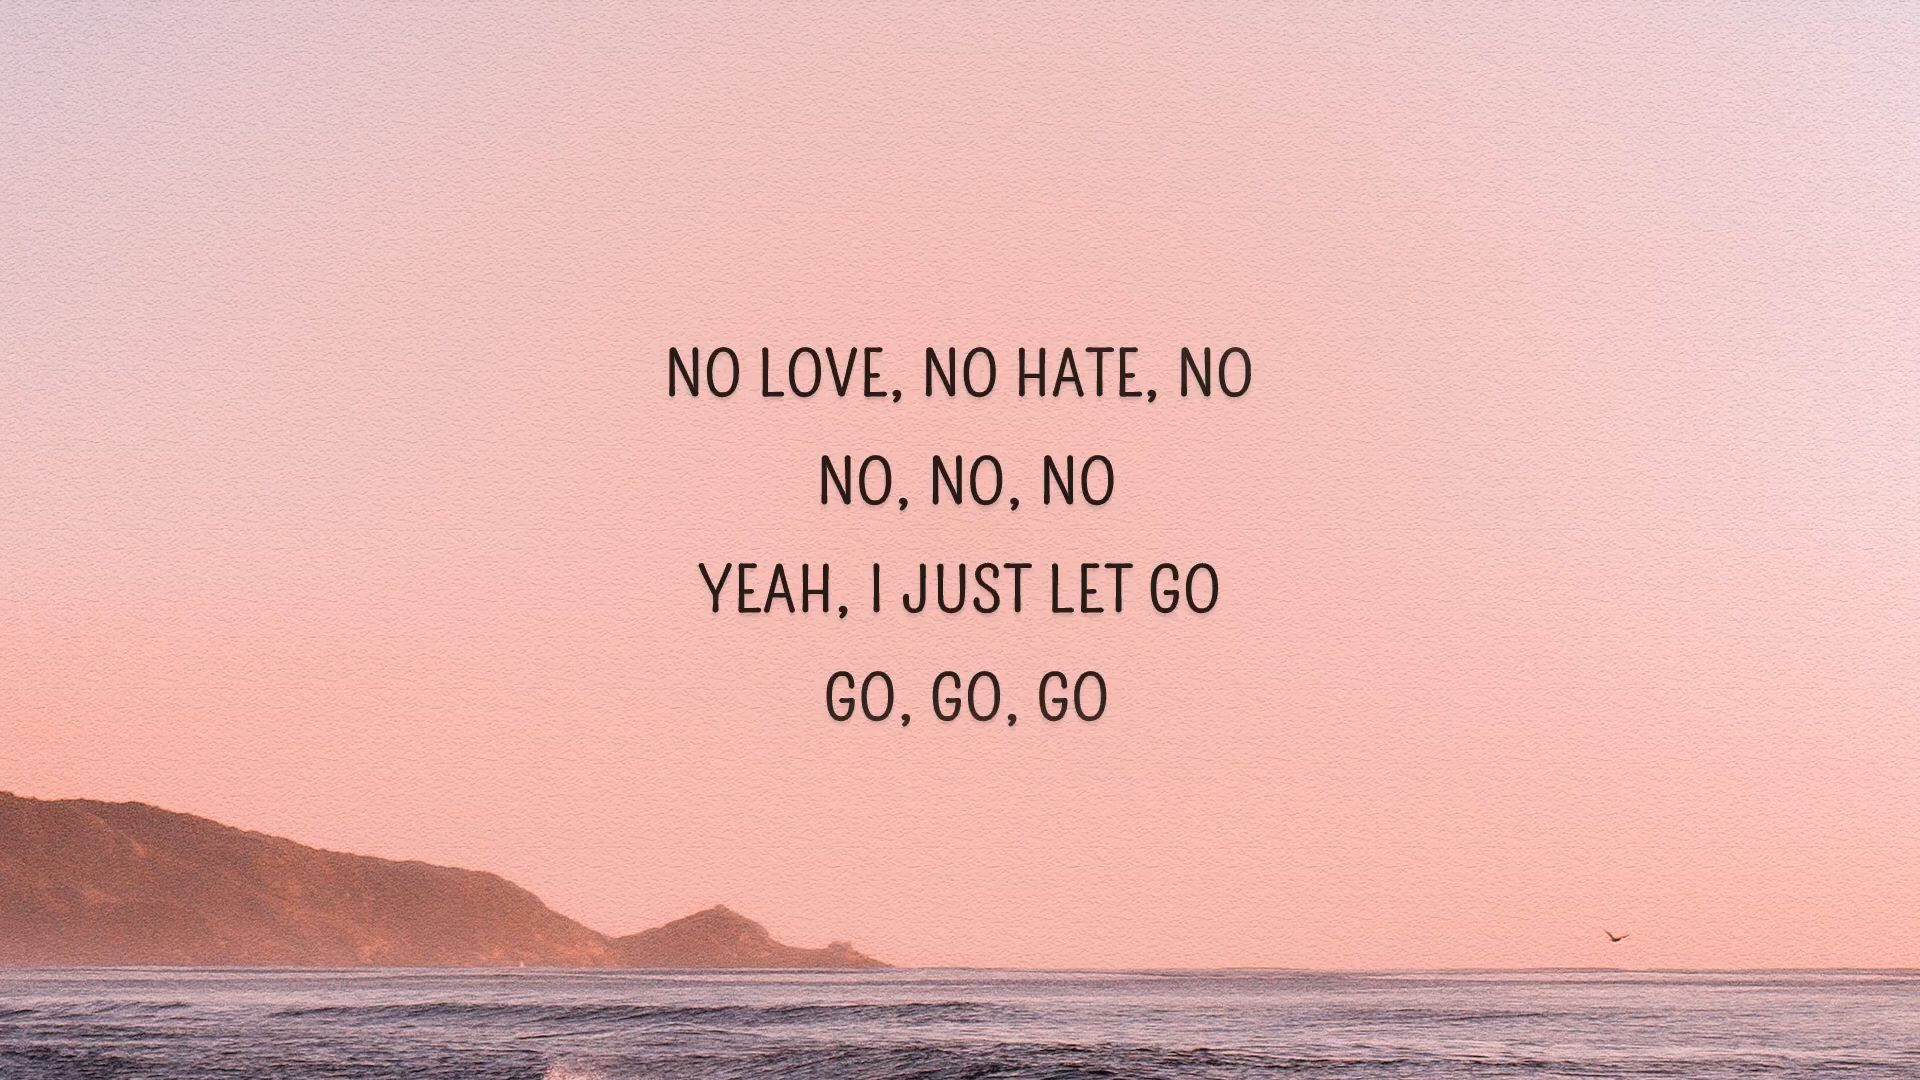 NO LOVE, NO HATE, NO
NO, NO, NO
YEAH, I JUST LET GO
GO, GO, GO